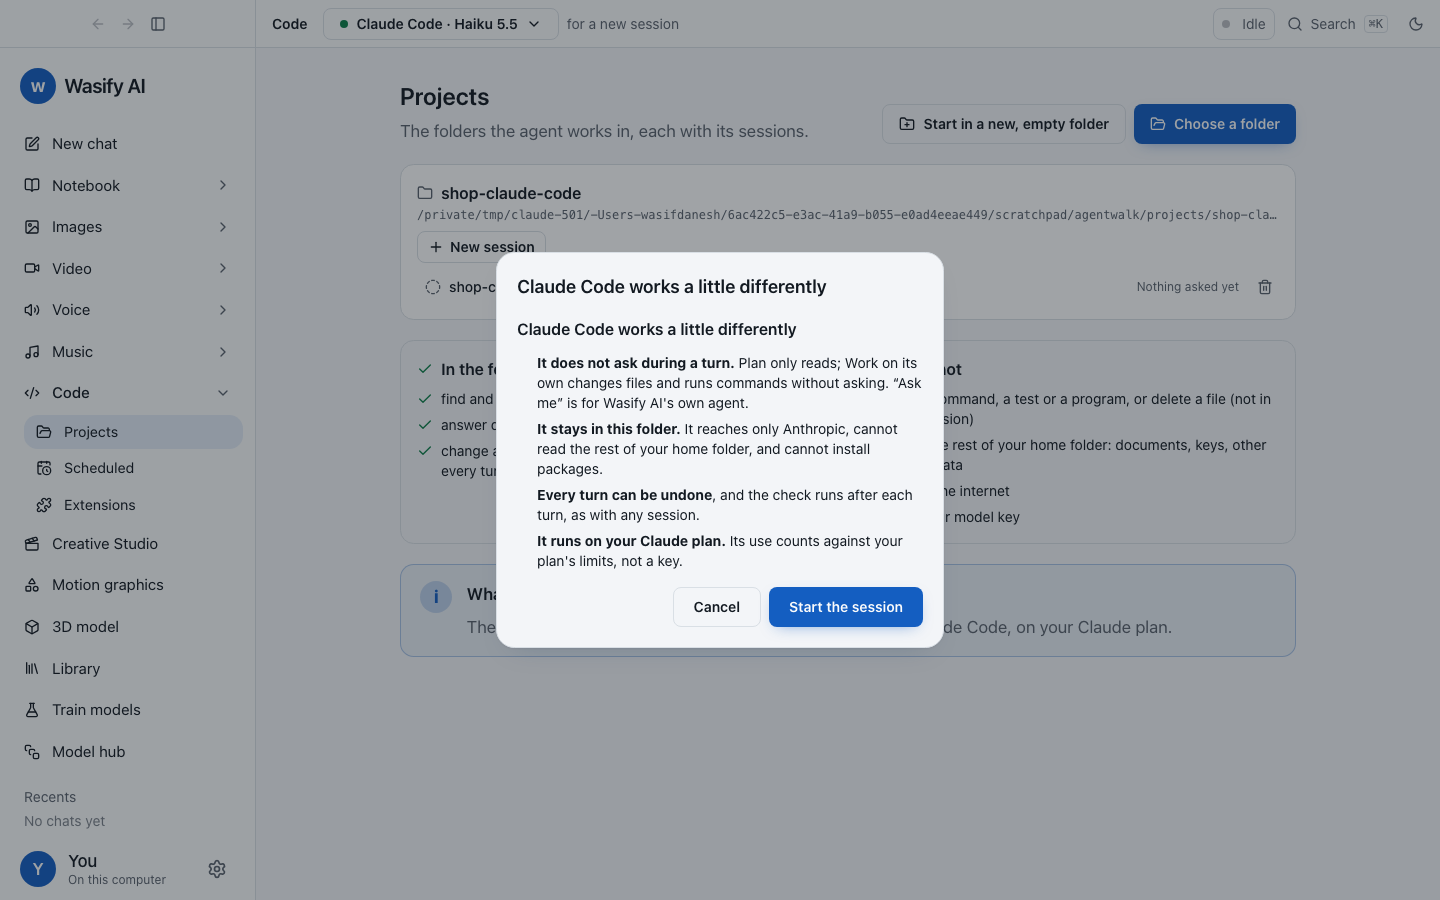 Code
Claude Code · Haiku 5.5
for a new session
Idle
Search
⌘K
W
Wasify AI
New chat
Notebook
Images
Video
Voice
Music
Code
Projects
Scheduled
Extensions
Creative Studio
Motion graphics
3D model
Library
Train models
Model hub
Recents
No chats yet
Y
You
On this computer
Projects
The folders the agent works in, each with its sessions.
Start in a new, empty folder
Choose a folder
shop-claude-code
/private/tmp/claude-501/-Users-wasifdanesh/6ac422c5-e3ac-41a9-b055-e0ad4eeae449/scratchpad/agentwalk/projects/shop-cla…
New session
Nothing asked yet
In the
find and
answer
change
every
ommand, a test or a program, or delete a file (not in
e rest of your home folder: documents, keys, other
internet
model key
The
de Code, on your Claude plan.
Claude Code works a little differently
Claude Code works a little differently
It does not ask during a turn. Plan only reads; Work on its
own changes files and runs commands without asking. “Ask
me” is for Wasify AI's own agent.
It stays in this folder. It reaches only Anthropic, cannot
read the rest of your home folder, and cannot install
packages.
Every turn can be undone, and the check runs after each
turn, as with any session.
It runs on your Claude plan. Its use counts against your
plan's limits, not a key.
Cancel
Start the session